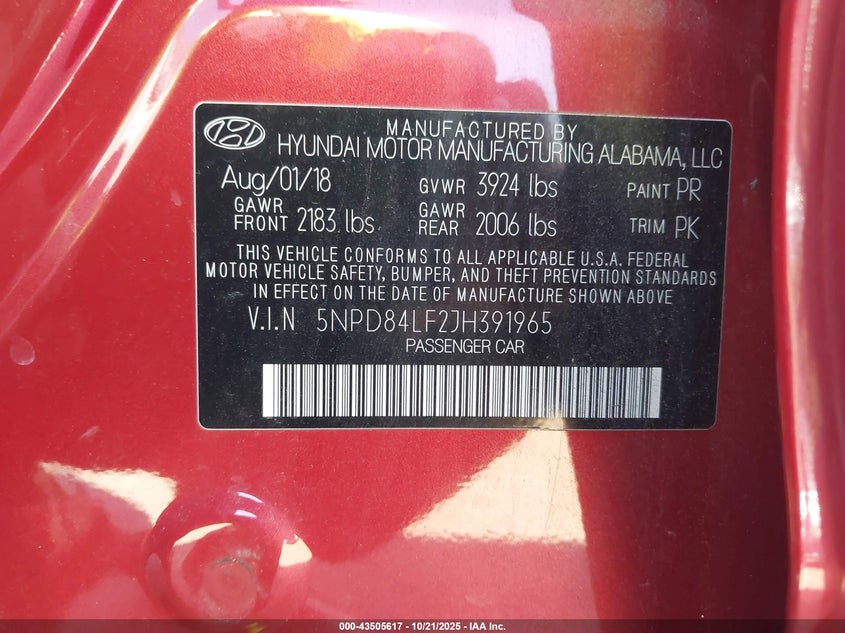 MANUFACTURED BY
HYUNDAI MOTOR MANUFACTURING ALABAMA, LLC
Aug/01/18 GVWR 3924 lbs PAINT PR
GAWR FRONT 2183 lbs GAWR REAR 2006 lbs TRIM PK
THIS VEHICLE CONFORMS TO ALL APPLICABLE U.S.A. FEDERAL
MOTOR VEHICLE SAFETY, BUMPER, AND THEFT PREVENTION STANDARDS
IN EFFECT ON THE DATE OF MANUFACTURE SHOWN ABOVE
V.I.N 5NPD84LF2JH391965
PASSENGER CAR
000-43505617 - 10/21/2025 - IAA Inc.